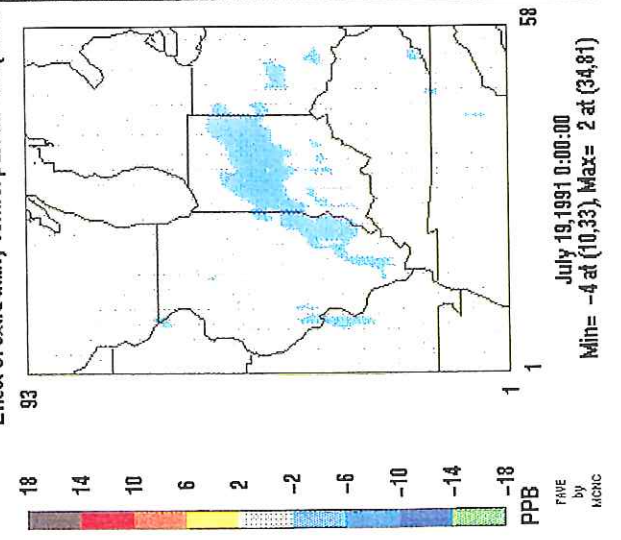 93
18
14
10
6
2
-2
-6
-10
-14
-18
PPB
PAVE
by
MCNC
1
1
58
July 19,1991 0:00:00
Min= -4 at (10,33), Max= 2 at (34,81)